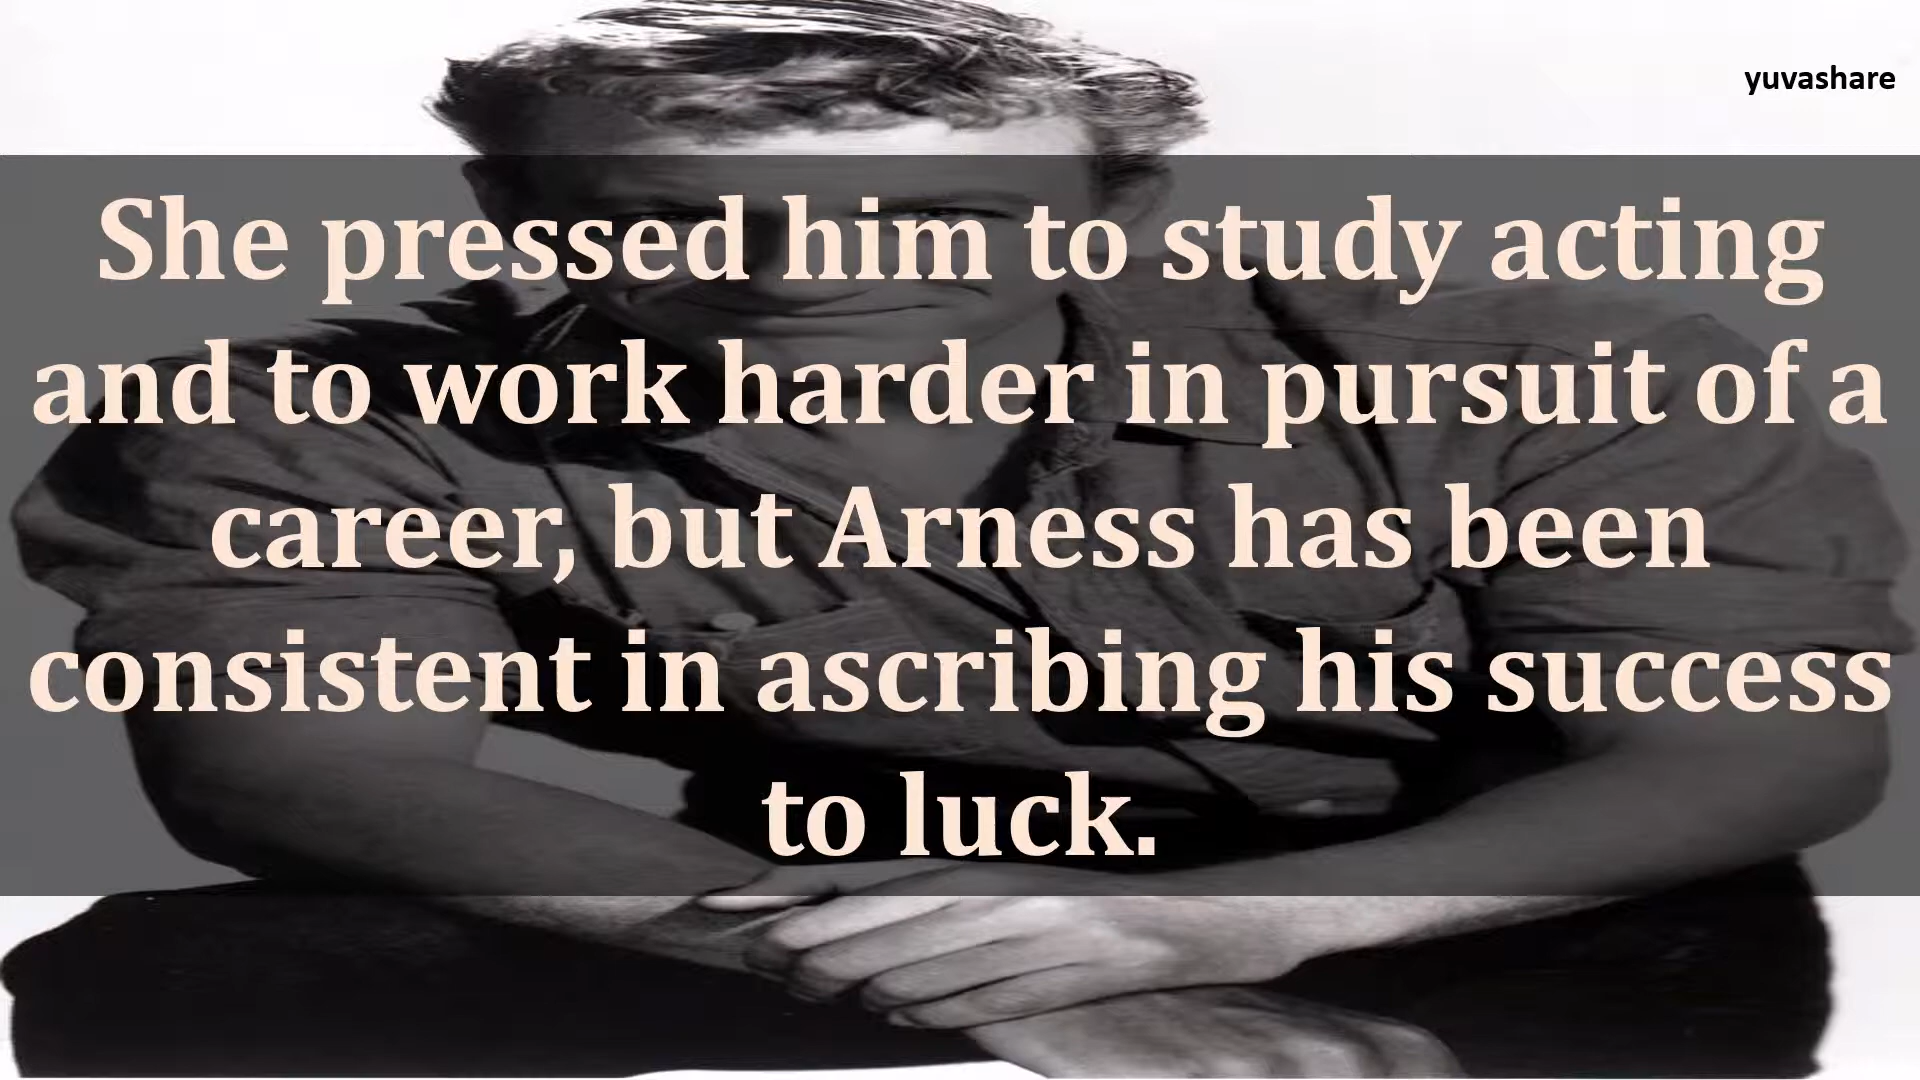 yuvashare
She pressed him to study acting
and to work harder in pursuit of a
career, but Arness has been
consistent in ascribing his success
to luck.